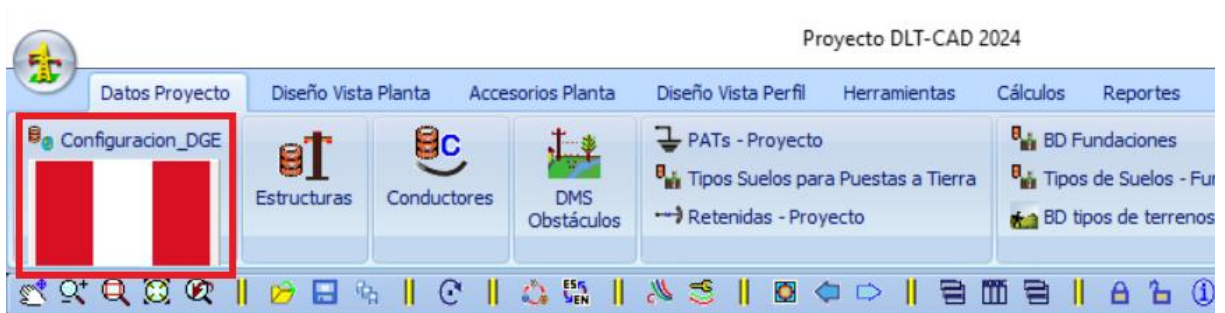 Proyecto DLT-CAD 2024
Datos Proyecto Diseño Vista Planta Accesorios Planta Diseño Vista Perfil Herramientas Cálculos Reportes
Configuracion_DGE
Estructuras
C
Conductores
DMS
Obstáculos
PATs - Proyecto
Tipos Suelos para Puestas a Tierra
Retenidas - Proyecto
BD Fundaciones
Tipos de Suelos - Fur
BD tipos de terrenos
ES
EN